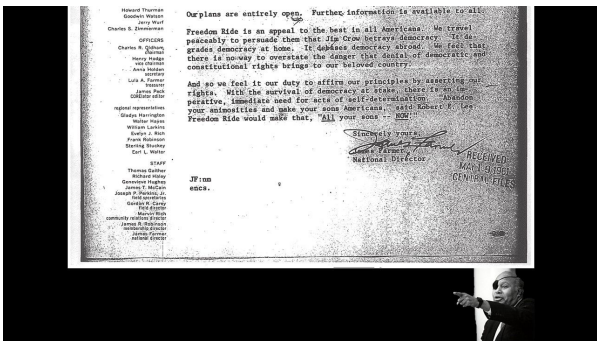 Howard Thurman
Goodwin Watson
Jerry Wurf
Charles S. Zimmerman
OFFICERS
Charles R. Oldham,
chairman
Henry Hodge
vice chairman
Anna Holden
secretary
Lula A. Farmer
treasurer
James Peck
CORElator editor
regional representatives
Gladys Harrington
Walter Hayes
William Larkins
Evelyn J. Rich
Frank Robinson
Sterling Stuckey
Earl L. Walter
STAFF
Thomas Gaither
Richard Haley
Genevieve Hughes
James T. McCain
Joseph P. Perkins, Jr.
field secretaries
Gordon R. Carey
field director
Marvin Rich
community relations director
James R. Robinson
membership director
James Farmer
national director
Our plans are entirely open. Further information is available to all.
Freedom Ride is an appeal to the best in all Americans. We travel
peaceably to persuade them that Jim Crow betrays democracy. It de-
grades democracy at home. It debases democracy abroad. We feel that
there is no way to overstate the danger that denial of democratic and
constitutional rights brings to our beloved country.
And so we feel it our duty to affirm our principles by asserting our
rights. With the survival of democracy at stake, there is an im-
perative, immediate need for acts of self-determination. "Abandon
your animosities and make your sons Americans," said Robert E. Lee.
Freedom Ride would make that, "All your sons -- NOW!"
Sincerely yours,
James Farmer
National Director
RECEIVED
CENTRAL FILES
JF:nm
encs.